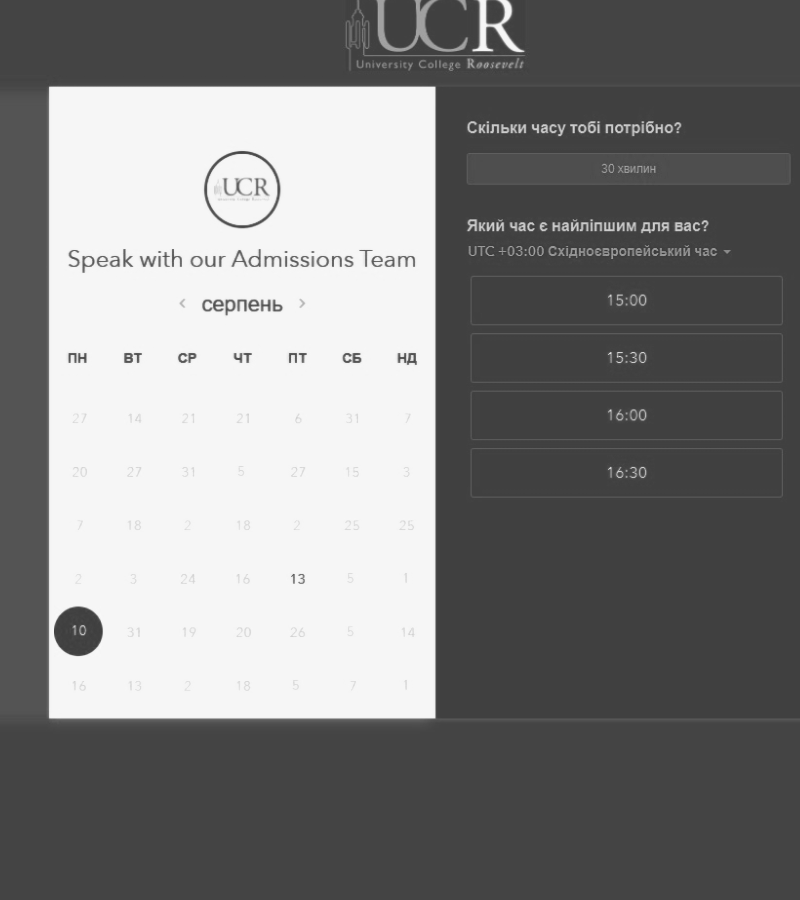 UCR
University College Roosevelt
UCR
Speak with our Admissions Team
серпень
ПН ВТ СР ЧТ ПТ СБ НД
27 14 21 21 6 31 7
20 27 31 5 27 15 3
7 18 2 18 2 25 25
2 3 24 16 13 5 1
10 31 19 20 26 5 14
16 13 2 18 5 7 1
Скільки часу тобі потрібно?
30 хвилин
Який час є найліпшим для вас?
UTC +03:00 Східноєвропейський час
15:00
15:30
16:00
16:30